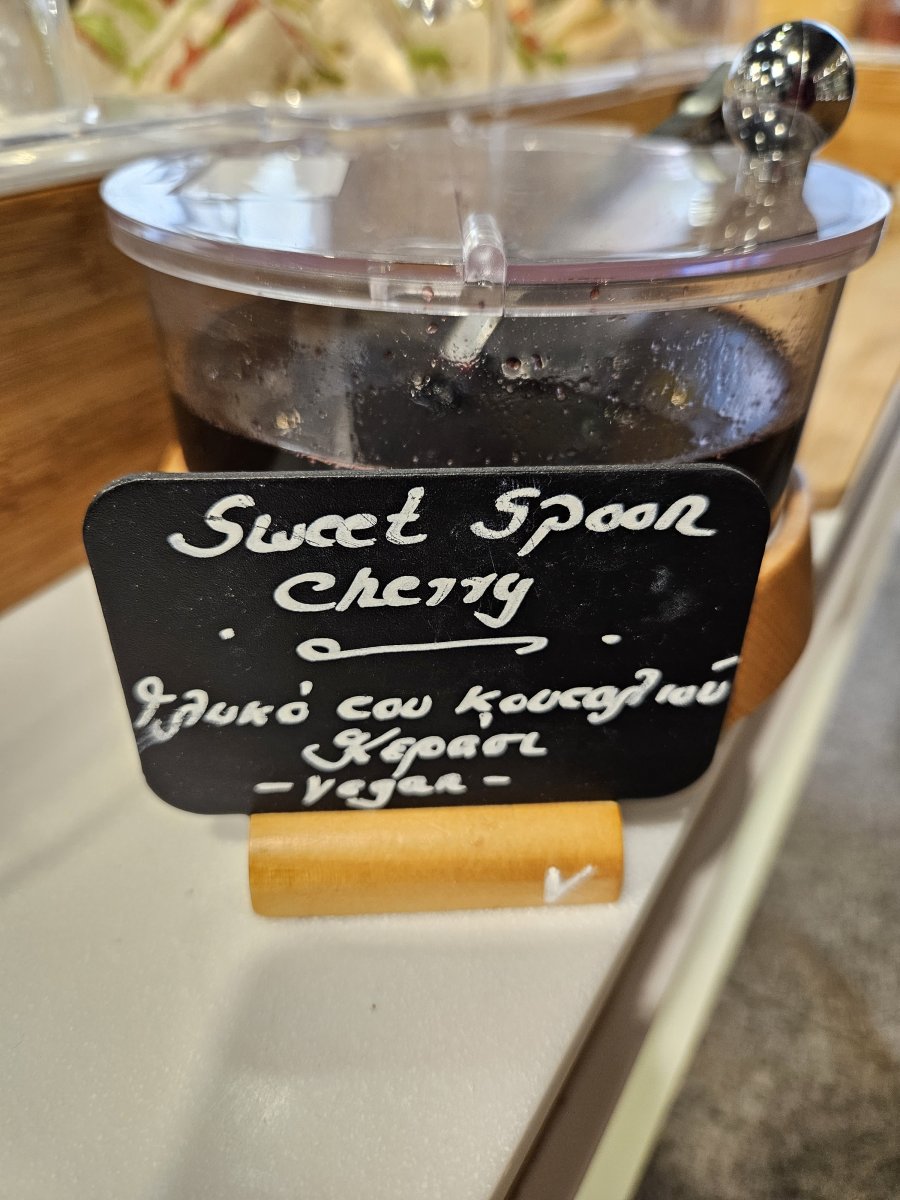 Sweet Spoon
Cherry
Γλυκό του κουταλιού
Κεράσι
- Vegan -
V